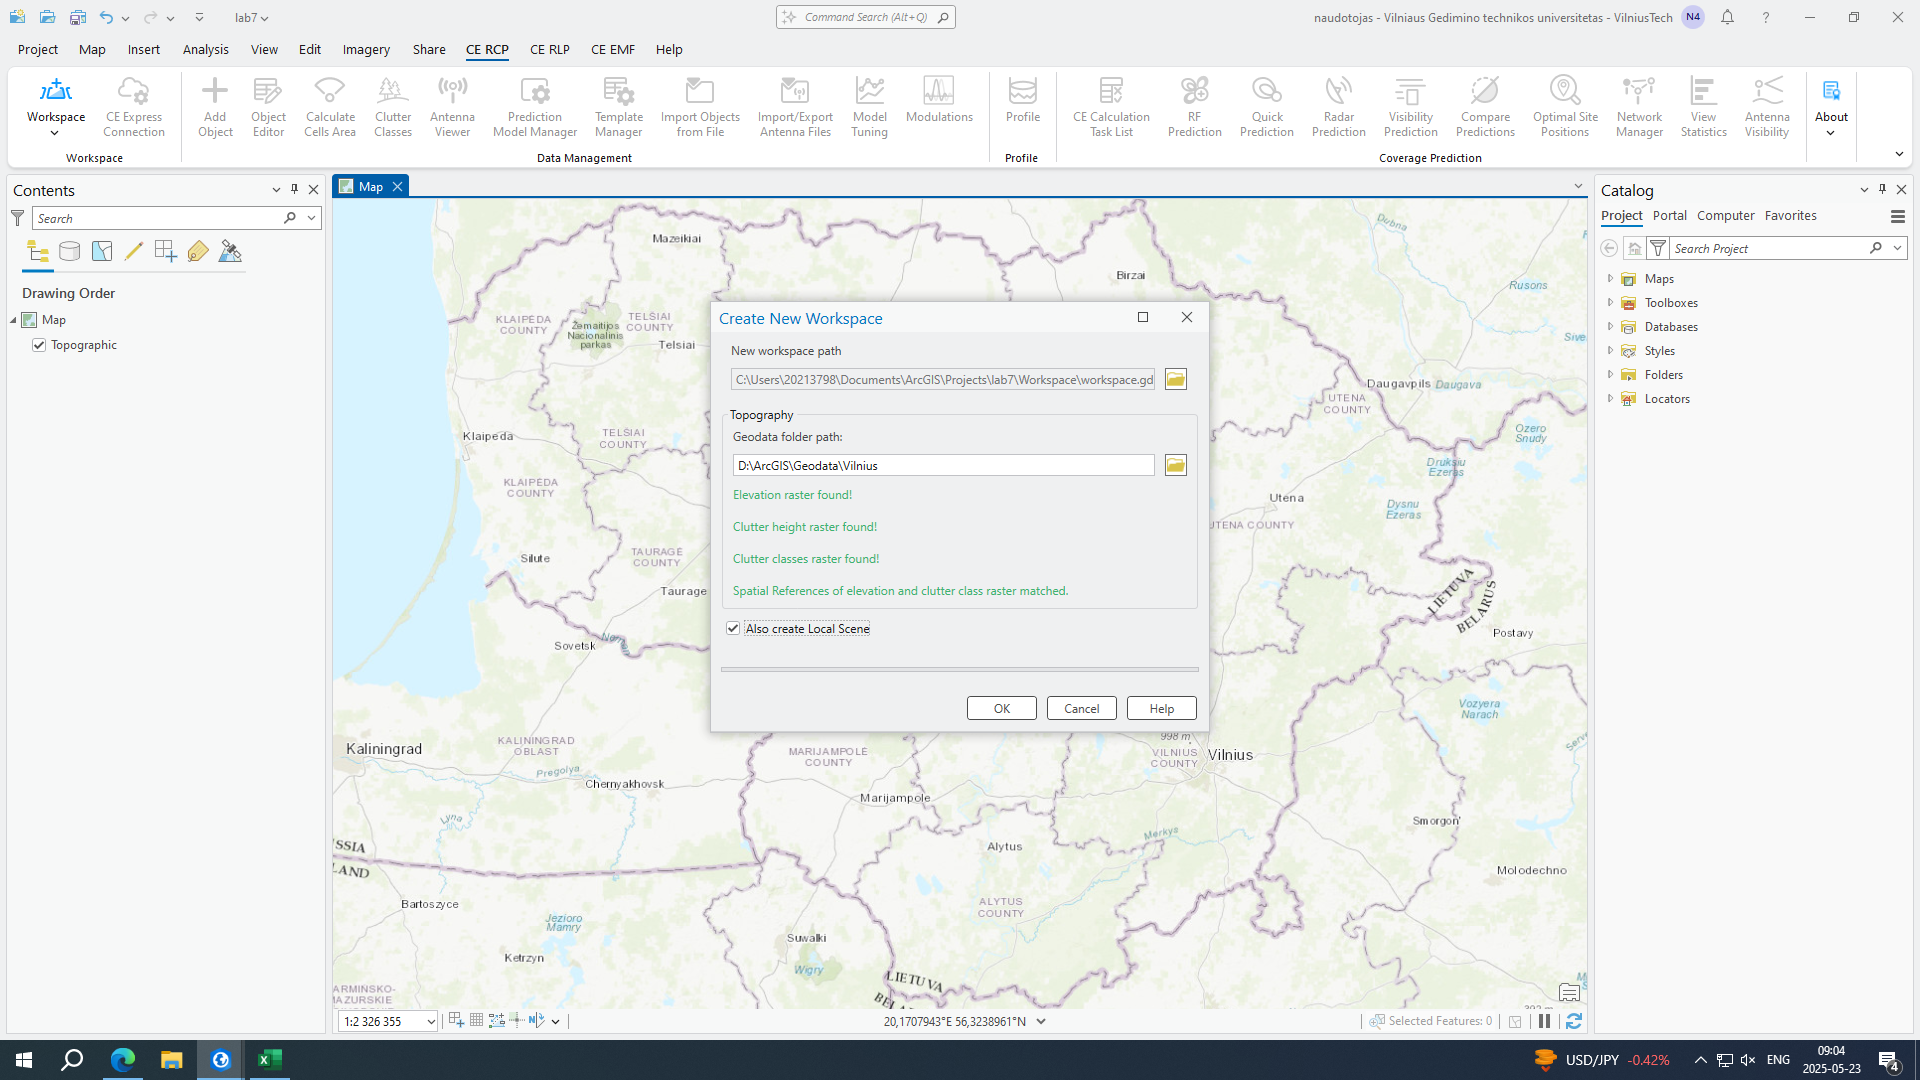 lab7
Command Search (Alt+Q)
naudotojas - Vilniaus Gedimino technikos universitetas - VilniusTech
N4
?
Project Map Insert Analysis View Edit Imagery Share CE RCP CE RLP CE EMF Help
Workspace
CE Express
Connection
Workspace
Add
Object
Object
Editor
Calculate
Cells Area
Clutter
Classes
Antenna
Viewer
Prediction
Model Manager
Template
Manager
Import Objects
from File
Import/Export
Antenna Files
Model
Tuning
Modulations
Data Management
Profile
Profile
CE Calculation
Task List
RF
Prediction
Quick
Prediction
Radar
Prediction
Visibility
Prediction
Compare
Predictions
Optimal Site
Positions
Network
Manager
View
Statistics
Antenna
Visibility
Coverage Prediction
About
Contents
Search
Drawing Order
Map
Topographic
Map
Mazeikiai
Birzai
Dubna
Rusons
KLAIPĖDA
COUNTY
Žemaitijos
Nacionalinis
parkas
TELŠIAI
COUNTY
Telsiai
Klaipeda
TELŠIAI
COUNTY
KLAIPĖDA
COUNTY
Silute
TAURAGĖ
COUNTY
Taurage
Sovetsk
Daugavpils
Daugava
UTENA
COUNTY
Ozero
Snudy
Druksiu
Ezeras
Utena
Dysnu
Ezeras
UTENA COUNTY
LIETUVA
BELARUS
Postavy
Vozyera
Narach
998 m
VILNIUS
COUNTY
Vilnius
Kaliningrad
KALININGRAD
OBLAST
Pregolya
Chernyakhovsk
MARIJAMPOLĖ
COUNTY
Marijampole
Lyna
SSIA
LAND
Alytus
Merkys
Smorgon'
Molodechno
Bartoszyce
Jezioro
Mamry
Ketrzyn
ALYTUS
COUNTY
Suwalki
Wigry
LIETUVA
ARMINSKO-
MAZURSKIE
Create New Workspace
New workspace path
C:\Users\20213798\Documents\ArcGIS\Projects\lab7\Workspace\workspace.gd
Topography
Geodata folder path:
D:\ArcGIS\Geodata\Vilnius
Elevation raster found!
Clutter height raster found!
Clutter classes raster found!
Spatial References of elevation and clutter class raster matched.
Also create Local Scene
OK Cancel Help
Catalog
Project Portal Computer Favorites
Search Project
Maps
Toolboxes
Databases
Styles
Folders
Locators
1:2 326 355
20,1707943°E 56,3238961°N
Selected Features: 0
USD/JPY -0.42%
ENG
09:04
2025-05-23
4